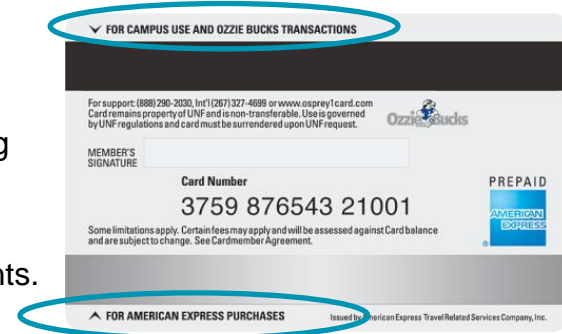 FOR CAMPUS USE AND OZZIE BUCKS TRANSACTIONS
For support: (888) 290-2030, Int'l (267) 327-4699 or www.osprey1card.com
Card remains property of UNF and is non-transferable. Use is governed
by UNF regulations and card must be surrendered upon UNF request.
Ozzie Bucks
g
MEMBER'S
SIGNATURE
Card Number
PREPAID
3759 876543 21001
AMERICAN
EXPRESS
®
Some limitations apply. Certain fees may apply and will be assessed against Card balance
and are subject to change. See Cardmember Agreement.
nts.
FOR AMERICAN EXPRESS PURCHASES
Issued by American Express Travel Related Services Company, Inc.